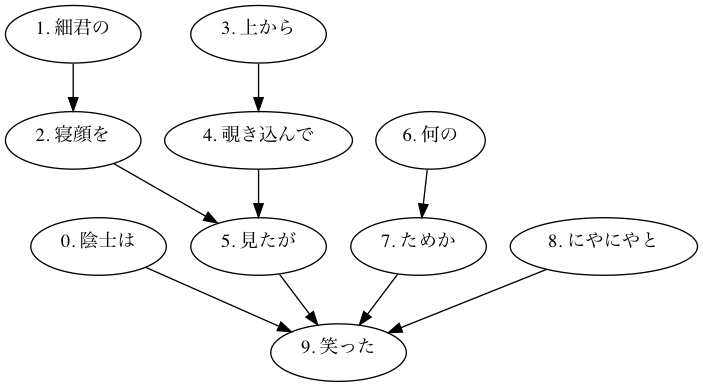 1. 細君の
3. 上から
2. 寝顔を
4. 覗き込んで
6. 何の
0. 陰士は
5. 見たが
7. ためか
8. にやにやと
9. 笑った